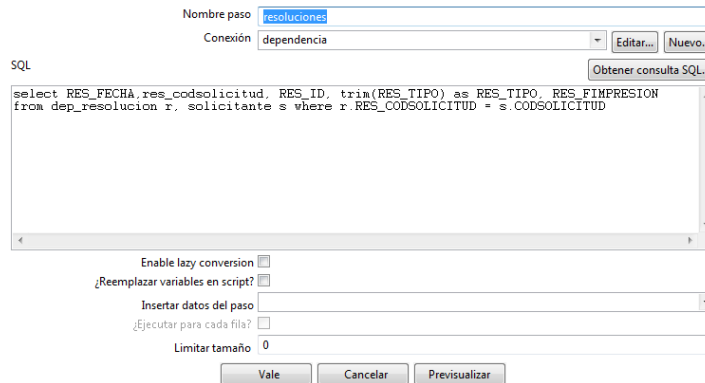 Nombre paso resoluciones
Conexión dependencia Editar... Nuevo.
SQL Obtener consulta SQL.
select RES_FECHA,res_codsolicitud, RES_ID, trim(RES_TIPO) as RES_TIPO, RES_FIMPRESION
from dep_resolucion r, solicitante s where r.RES_CODSOLICITUD = s.CODSOLICITUD
Enable lazy conversion
¿Reemplazar variables en script?
Insertar datos del paso
¿Ejecutar para cada fila?
Limitar tamaño 0
Vale Cancelar Previsualizar